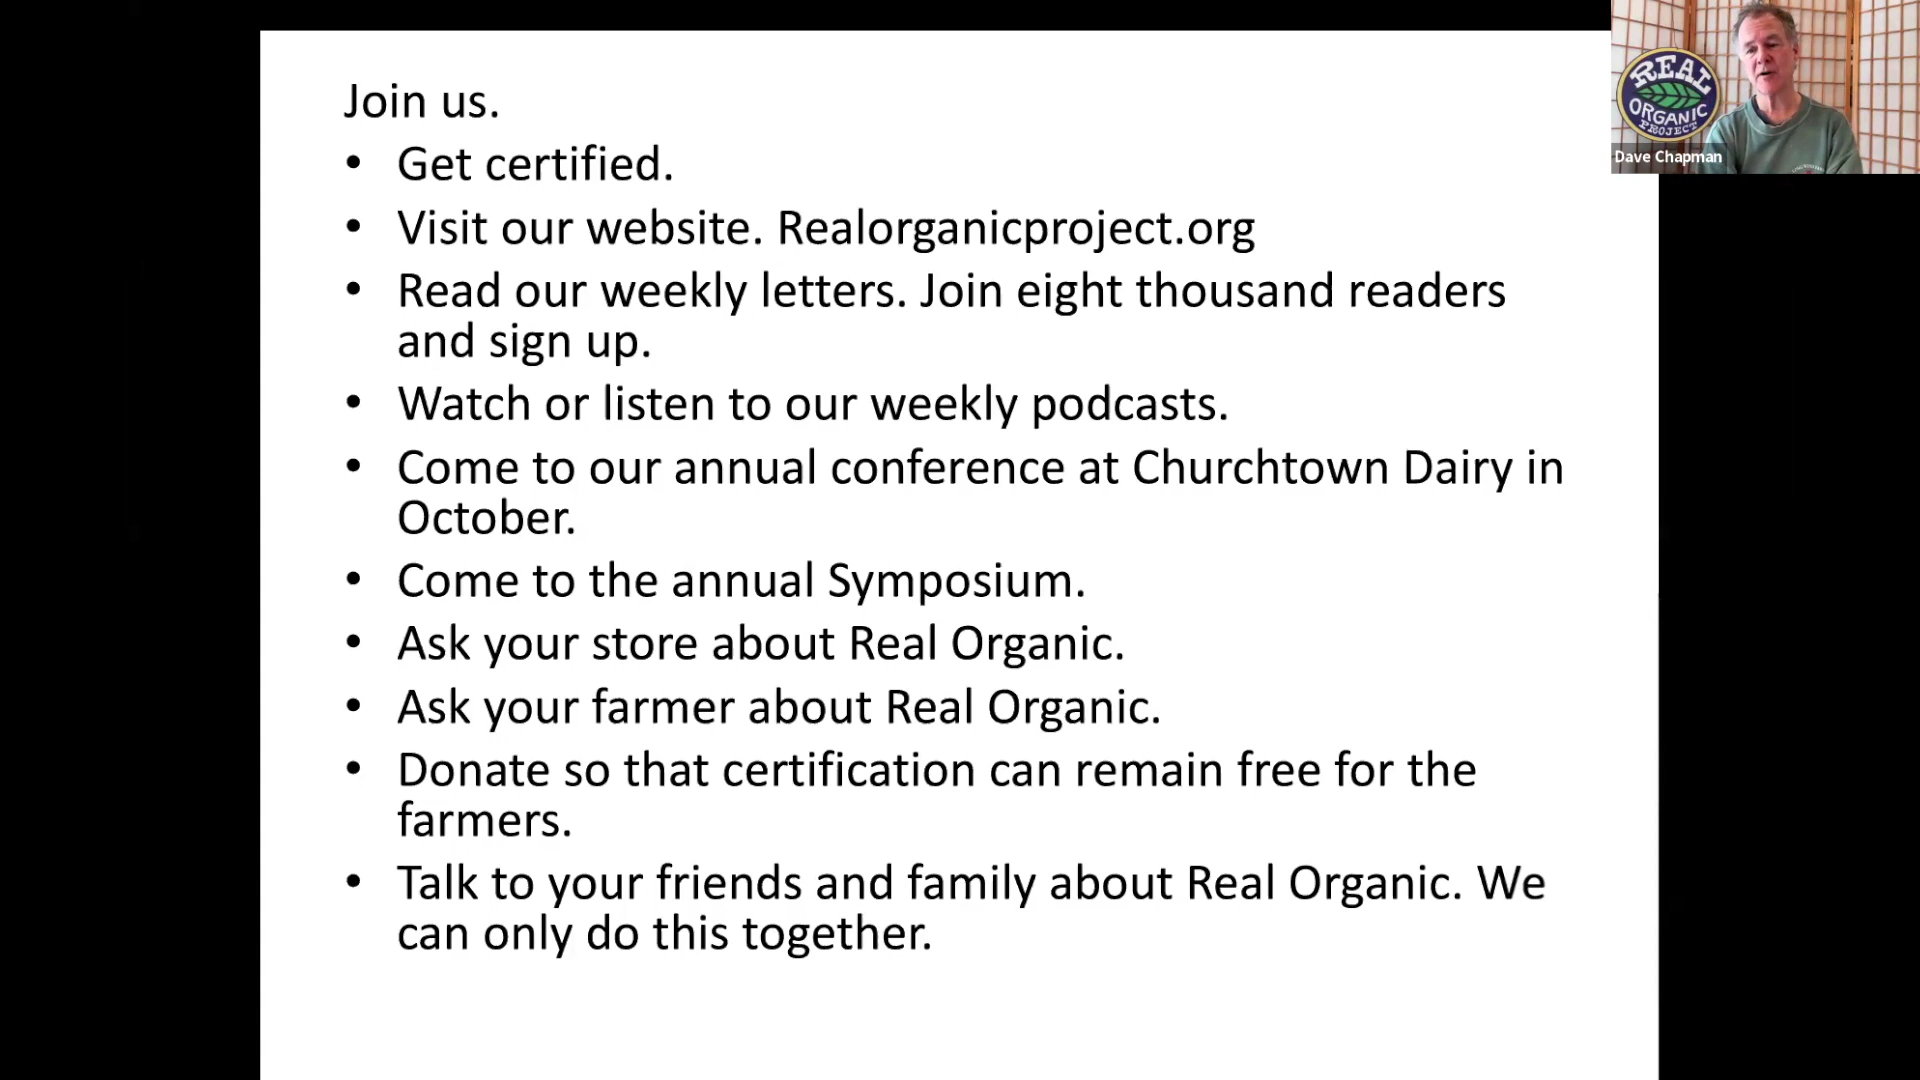 Join us.
• Get certified.
• Visit our website. Realorganicproject.org
• Read our weekly letters. Join eight thousand readers
and sign up.
• Watch or listen to our weekly podcasts.
• Come to our annual conference at Churchtown Dairy in
October.
• Come to the annual Symposium.
• Ask your store about Real Organic.
• Ask your farmer about Real Organic.
• Donate so that certification can remain free for the
farmers.
• Talk to your friends and family about Real Organic. We
can only do this together.
REAL
ORGANIC
PROJECT
Dave Chapman